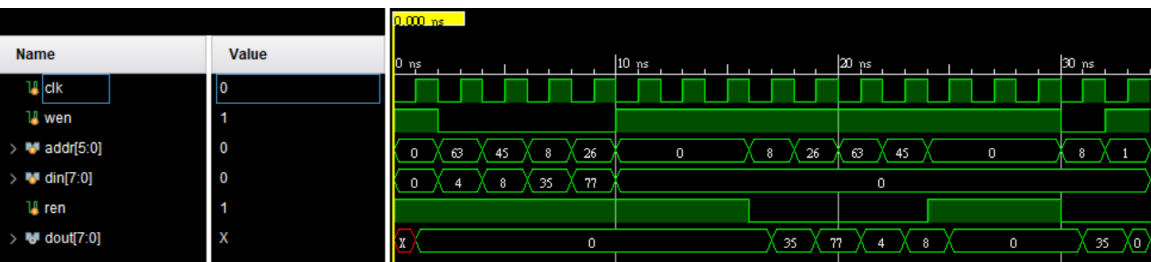 0.000 ns
Name Value
0 ns 10 ns 20 ns 30 ns
clk 0
wen 1
addr[5:0] 0 0 63 45 8 26 0 8 26 63 45 0 8 1
din[7:0] 0 0 4 8 35 77 0
ren 1
dout[7:0] X X 0 35 77 4 8 0 35 0